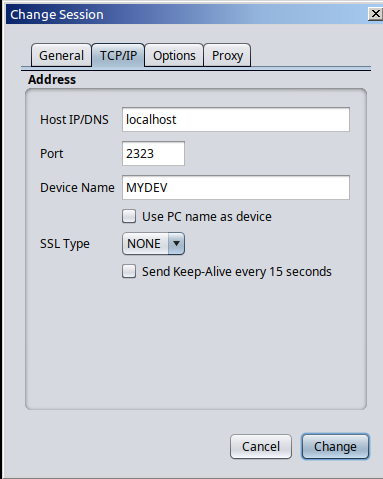 Change Session
General TCP/IP Options Proxy
Address
Host IP/DNS localhost
Port 2323
Device Name MYDEV
Use PC name as device
SSL Type NONE
Send Keep-Alive every 15 seconds
Cancel Change